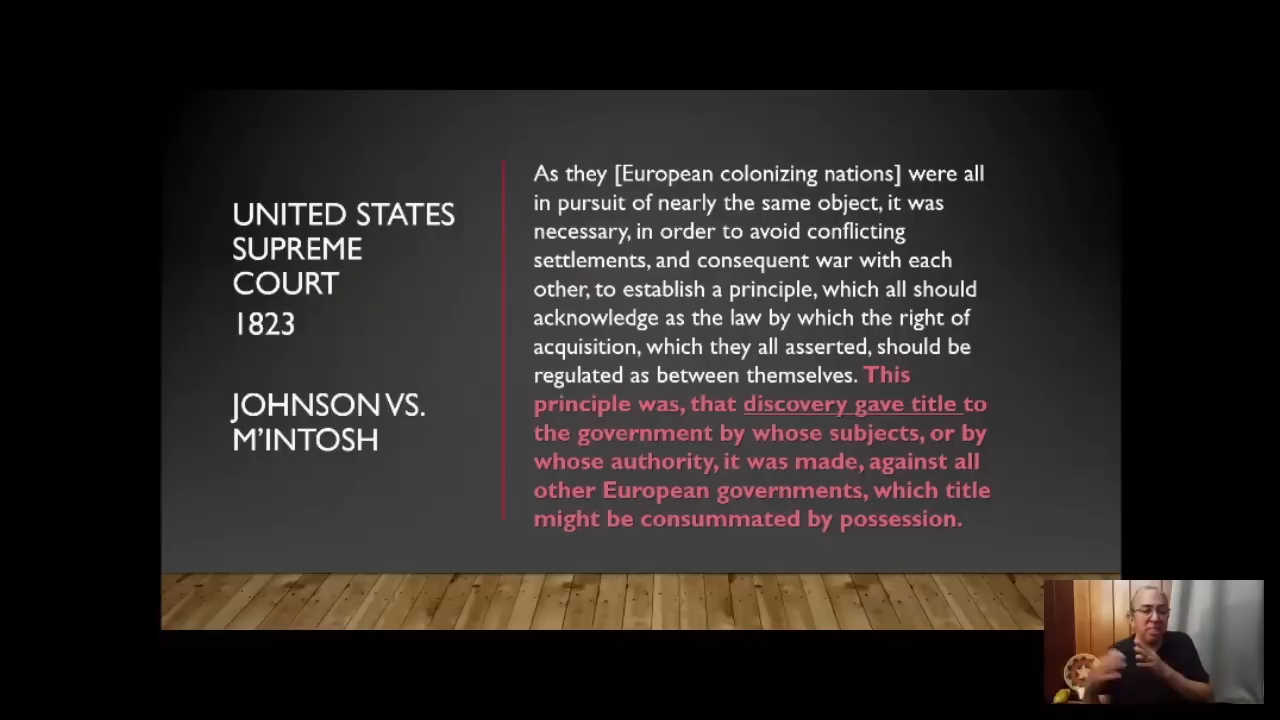 UNITED STATES
SUPREME
COURT
1823
JOHNSON VS.
M'INTOSH
As they [European colonizing nations] were all
in pursuit of nearly the same object, it was
necessary, in order to avoid conflicting
settlements, and consequent war with each
other, to establish a principle, which all should
acknowledge as the law by which the right of
acquisition, which they all asserted, should be
regulated as between themselves. This
principle was, that discovery gave title to
the government by whose subjects, or by
whose authority, it was made, against all
other European governments, which title
might be consummated by possession.